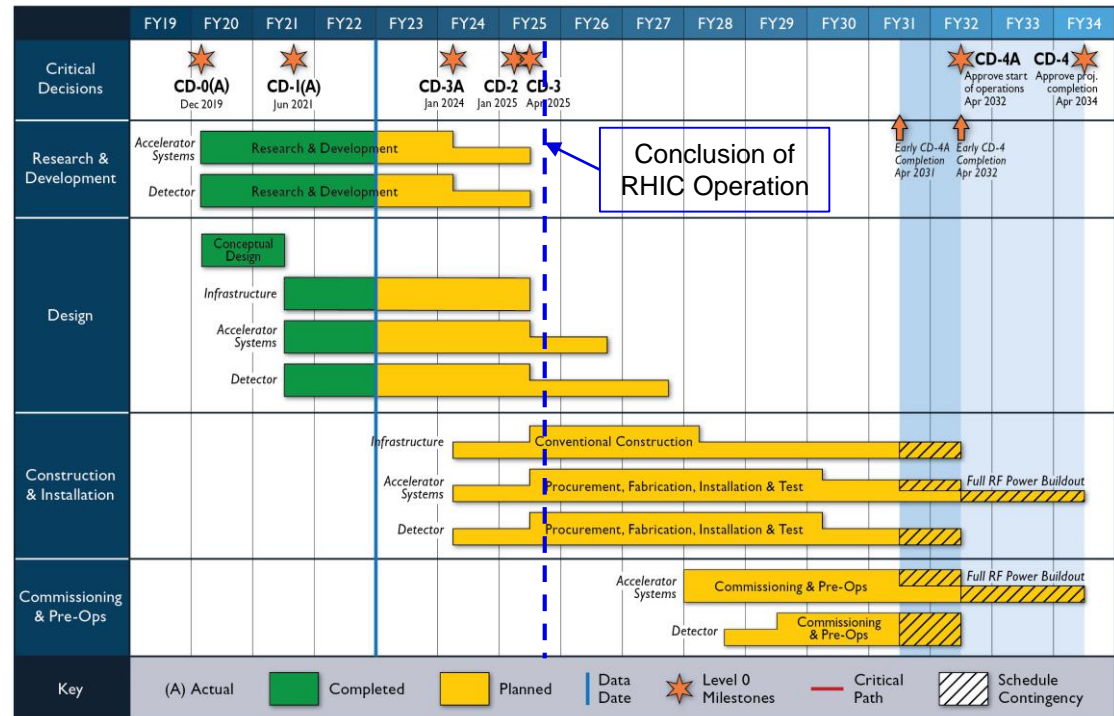 FY19 FY20 FY21 FY22 FY23 FY24 FY25 FY26 FY27 FY28 FY29 FY30 FY31 FY32 FY33 FY34
Critical
Decisions
CD-0(A)
Dec 2019
CD-1(A)
Jun 2021
CD-3A
Jan 2024
CD-2
Jan 2025
CD-3
Apr 2025
CD-4A
Approve start
of operations
Apr 2032
CD-4
Approve proj.
completion
Apr 2034
Research &
Development
Accelerator
Systems
Research & Development
Detector
Research & Development
Conclusion of
RHIC Operation
Early CD-4A
Completion
Apr 2031
Early CD-4
Completion
Apr 2032
Design
Conceptual
Design
Infrastructure
Accelerator
Systems
Detector
Construction
& Installation
Infrastructure
Conventional Construction
Accelerator
Systems
Procurement, Fabrication, Installation & Test
Full RF Power Buildout
Detector
Procurement, Fabrication, Installation & Test
Commissioning
& Pre-Ops
Accelerator
Systems
Commissioning & Pre-Ops
Full RF Power Buildout
Detector
Commissioning
& Pre-Ops
Key
(A) Actual
Completed
Planned
Data
Date
Level 0
Milestones
Critical
Path
Schedule
Contingency